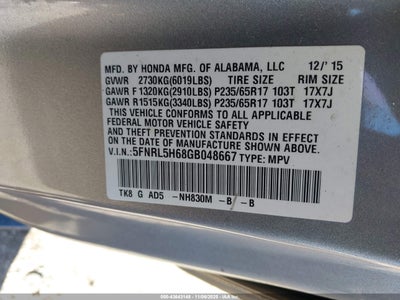 MFD. BY HONDA MFG. OF ALABAMA, LLC 12/'15
GVWR 2730KG(6019LBS) TIRE SIZE RIM SIZE
GAWR F 1320KG(2910LBS) P235/65R17 103T 17X7J
GAWR R1515KG(3340LBS) P235/65R17 103T 17X7J
THIS VEHICLE CONFORMS TO ALL APPLICABLE
FEDERAL MOTOR VEHICLE SAFETY AND THEFT
PREVENTION STANDARDS IN EFFECT ON THE DATE
OF MANUFACTURE SHOWN ABOVE.
V.I.N.:5FNRL5H68GB048667 TYPE: MPV
TK8 G AD5 -NH830M -B -B